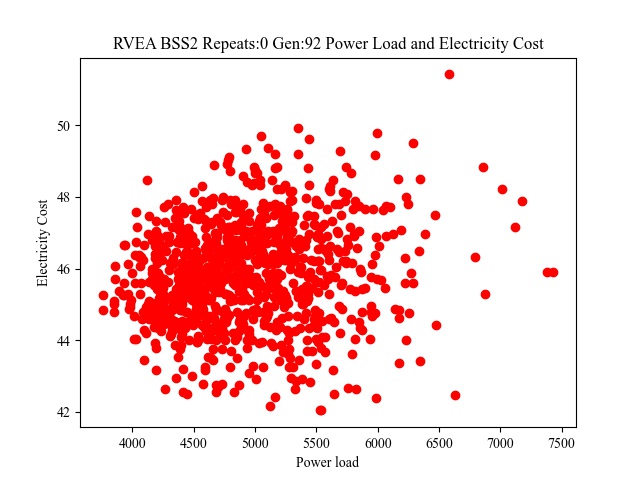 RVEA BSS2 Repeats:0 Gen:92 Power Load and Electricity Cost
Electricity Cost
50
48
46
44
42
4000 4500 5000 5500 6000 6500 7000 7500
Power load